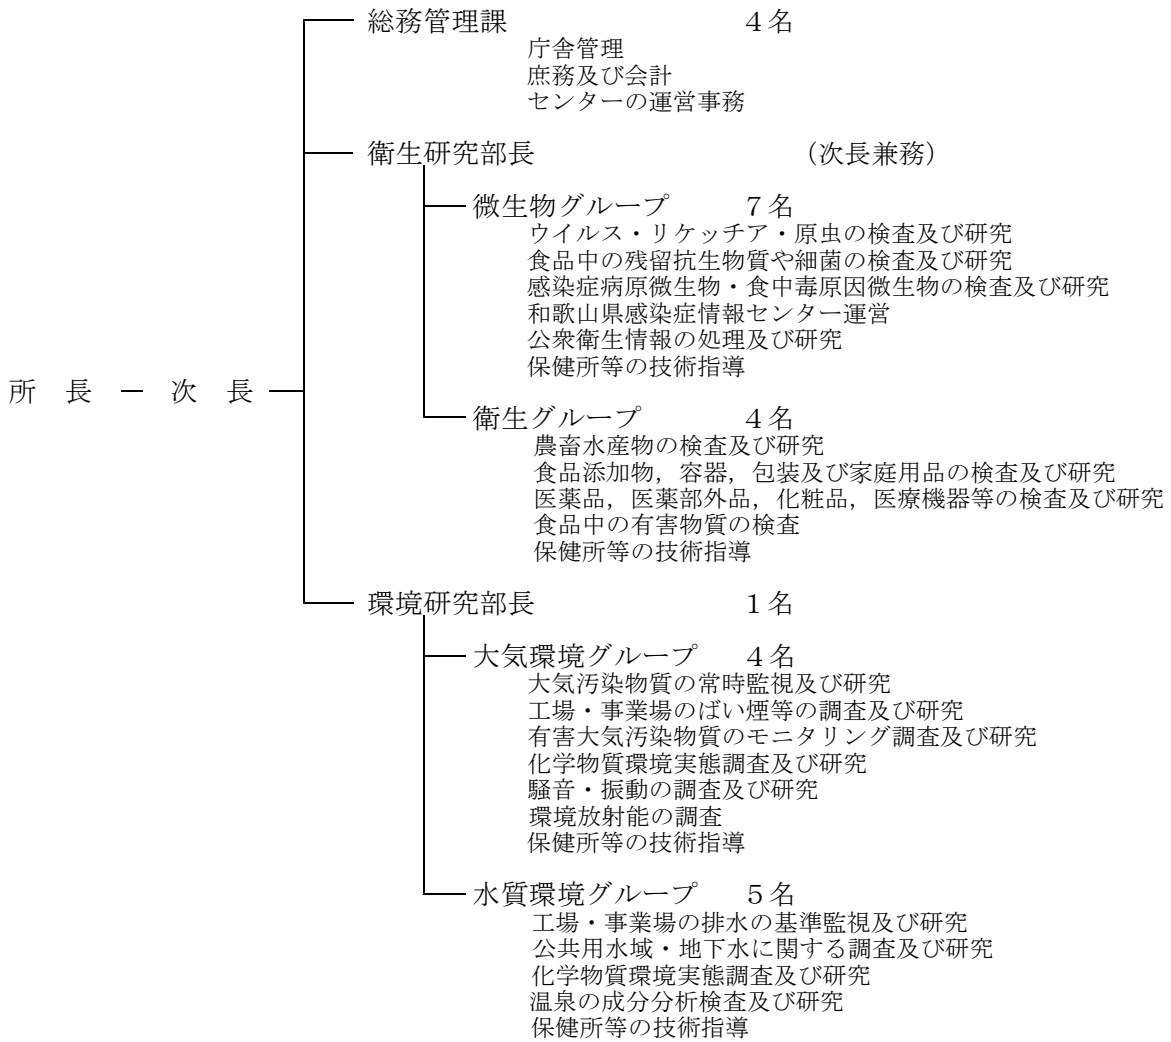 総務管理課 ４名
庁舎管理
庶務及び会計
センターの運営事務
衛生研究部長 （次長兼務）
微生物グループ ７名
ウイルス・リケッチア・原虫の検査及び研究
食品中の残留抗生物質や細菌の検査及び研究
感染症病原微生物・食中毒原因微生物の検査及び研究
和歌山県感染症情報センター運営
公衆衛生情報の処理及び研究
保健所等の技術指導
所 長 ー 次 長
衛生グループ ４名
農畜水産物の検査及び研究
食品添加物，容器，包装及び家庭用品の検査及び研究
医薬品，医薬部外品，化粧品，医療機器等の検査及び研究
食品中の有害物質の検査
保健所等の技術指導
環境研究部長 １名
大気環境グループ ４名
大気汚染物質の常時監視及び研究
工場・事業場のばい煙等の調査及び研究
有害大気汚染物質のモニタリング調査及び研究
化学物質環境実態調査及び研究
騒音・振動の調査及び研究
環境放射能の調査
保健所等の技術指導
水質環境グループ ５名
工場・事業場の排水の基準監視及び研究
公共用水域・地下水に関する調査及び研究
化学物質環境実態調査及び研究
温泉の成分分析検査及び研究
保健所等の技術指導